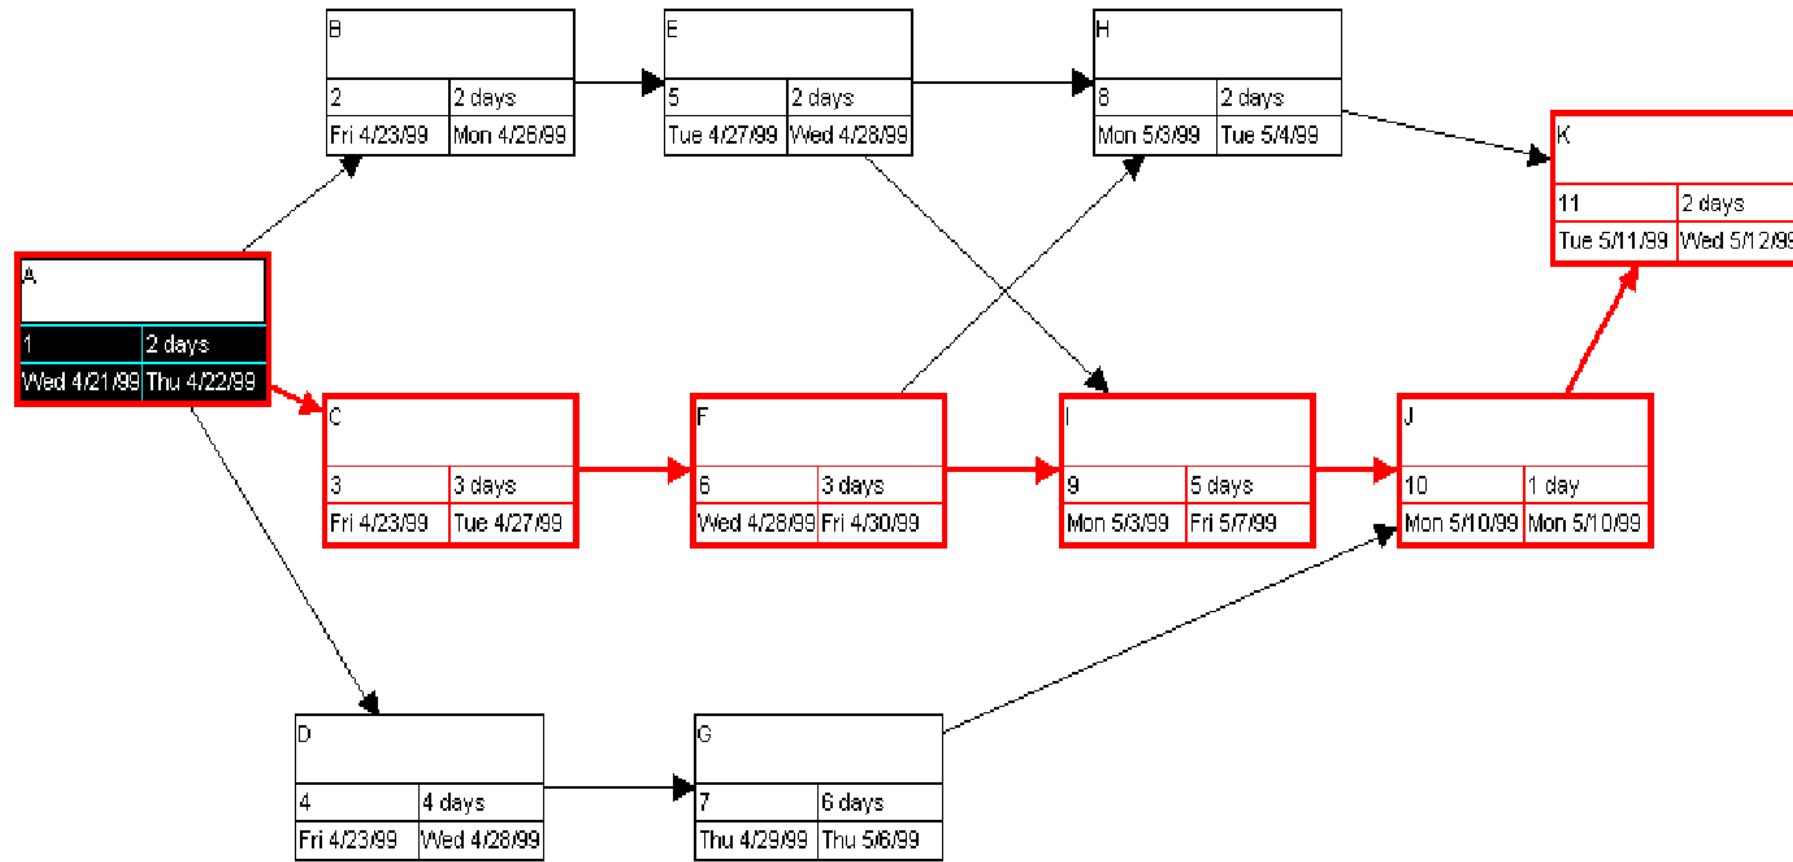 B
2 2 days
Fri 4/23/99 Mon 4/26/99
E
5 2 days
Tue 4/27/99 Wed 4/28/99
H
8 2 days
Mon 5/3/99 Tue 5/4/99
K
11 2 days
Tue 5/11/99 Wed 5/12/99
A
1 2 days
Wed 4/21/99 Thu 4/22/99
C
3 3 days
Fri 4/23/99 Tue 4/27/99
F
6 3 days
Wed 4/28/99 Fri 4/30/99
I
9 5 days
Mon 5/3/99 Fri 5/7/99
J
10 1 day
Mon 5/10/99 Mon 5/10/99
D
4 4 days
Fri 4/23/99 Wed 4/28/99
G
7 6 days
Thu 4/29/99 Thu 5/6/99